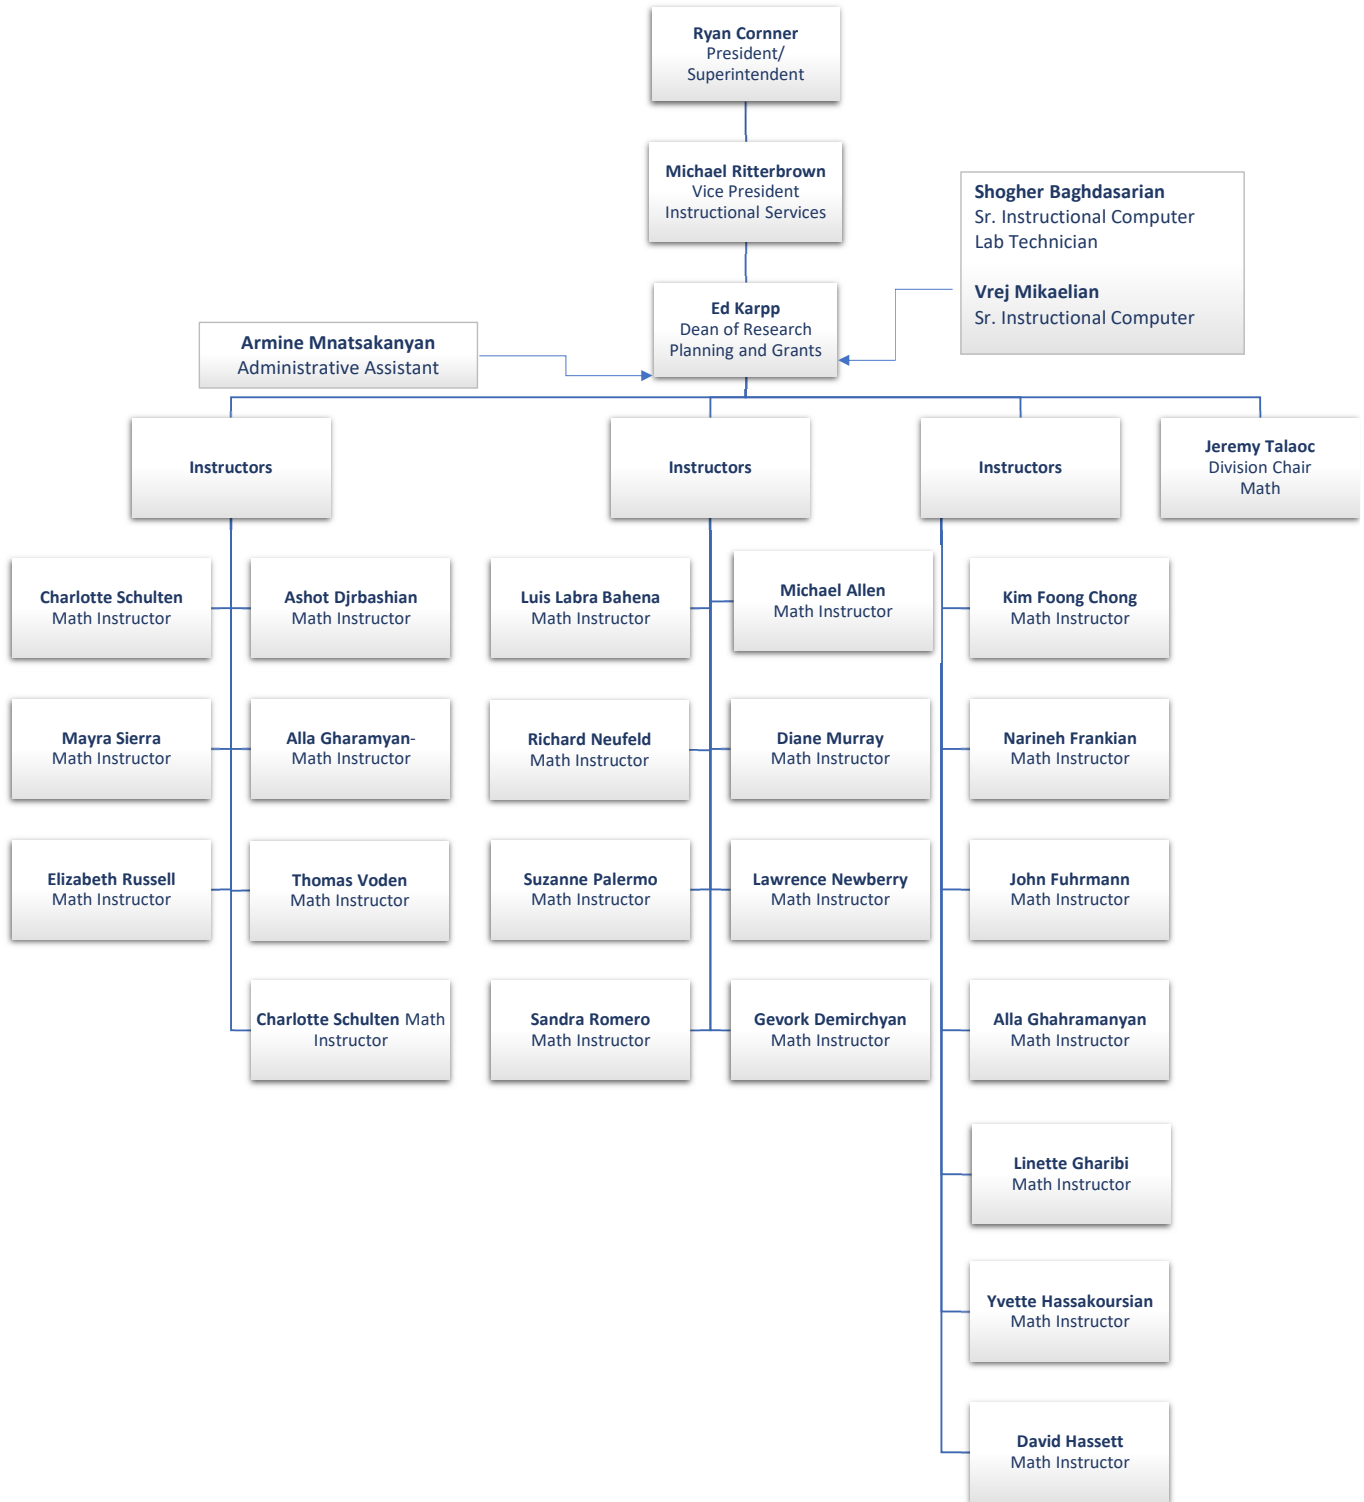 Ryan Cornner
President/
Superintendent
Michael Ritterbrown
Vice President
Instructional Services
Shogher Baghdasarian
Sr. Instructional Computer
Lab Technician
Vrej Mikaelian
Sr. Instructional Computer
Ed Karpp
Dean of Research
Planning and Grants
Armine Mnatsakanyan
Administrative Assistant
Instructors
Instructors
Instructors
Jeremy Talaoc
Division Chair
Math
Charlotte Schulten
Math Instructor
Ashot Djrbashian
Math Instructor
Luis Labra Bahena
Math Instructor
Michael Allen
Math Instructor
Kim Foong Chong
Math Instructor
Mayra Sierra
Math Instructor
Alla Gharamyan-
Math Instructor
Richard Neufeld
Math Instructor
Diane Murray
Math Instructor
Narineh Frankian
Math Instructor
Elizabeth Russell
Math Instructor
Thomas Voden
Math Instructor
Suzanne Palermo
Math Instructor
Lawrence Newberry
Math Instructor
John Fuhrmann
Math Instructor
Charlotte Schulten Math
Instructor
Sandra Romero
Math Instructor
Gevork Demirchyan
Math Instructor
Alla Ghahramanyan
Math Instructor
Linette Gharibi
Math Instructor
Yvette Hassakoursian
Math Instructor
David Hassett
Math Instructor